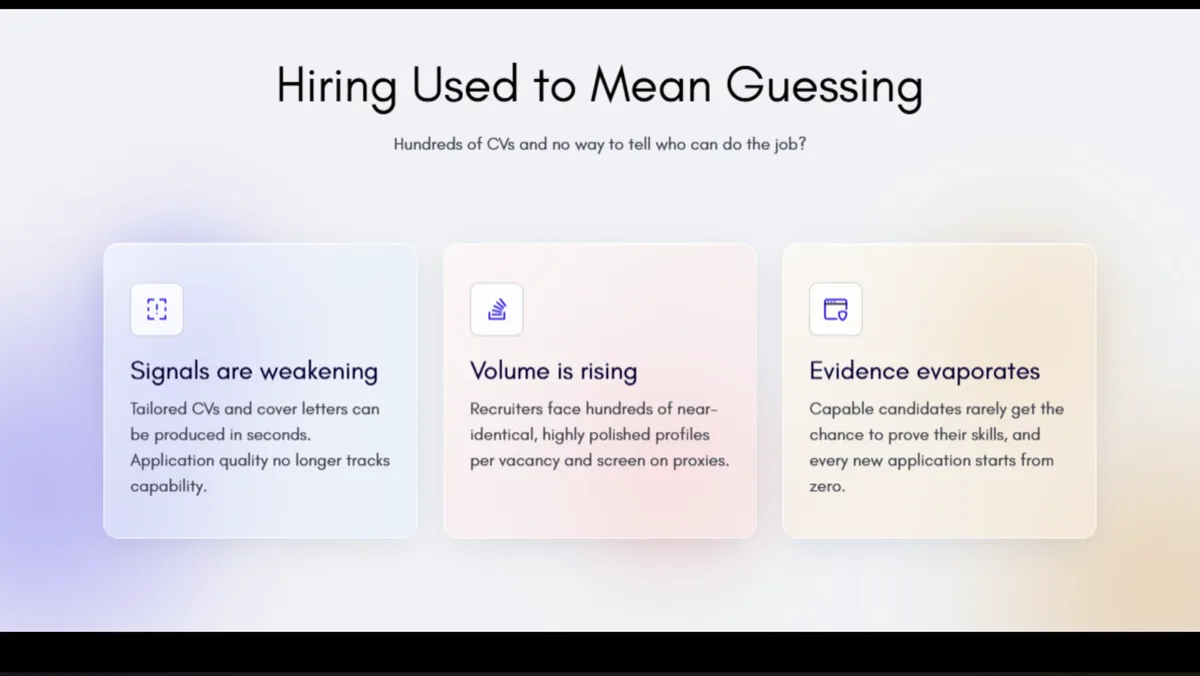 Hiring Used to Mean Guessing
Hundreds of CVs and no way to tell who can do the job?
Signals are weakening
Tailored CVs and cover letters can
be produced in seconds.
Application quality no longer tracks
capability.
Volume is rising
Recruiters face hundreds of near-
identical, highly polished profiles
per vacancy and screen on proxies.
Evidence evaporates
Capable candidates rarely get the
chance to prove their skills, and
every new application starts from
zero.